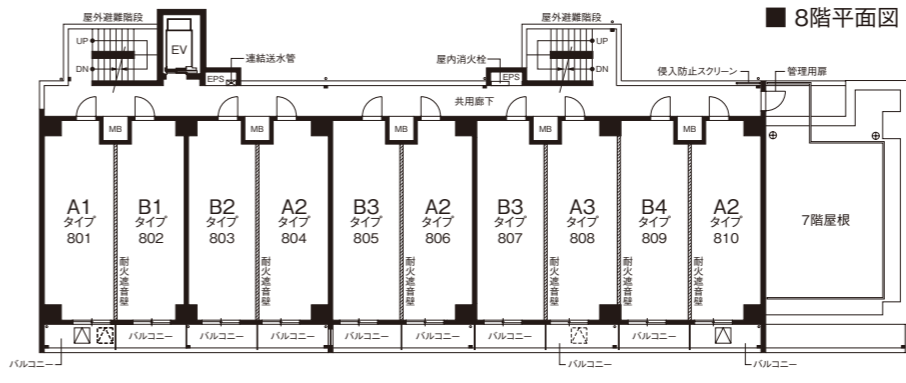 ■ 8階平面図
屋外避難階段
UP
DN
EV
EPS
連結送水管
屋内消火栓
EPS
屋外避難階段
UP
DN
侵入防止スクリーン
管理用扉
共用廊下
MB
MB
MB
MB
MB
A1
タイプ
801
B1
タイプ
802
B2
タイプ
803
A2
タイプ
804
B3
タイプ
805
A2
タイプ
806
B3
タイプ
807
A3
タイプ
808
B4
タイプ
809
A2
タイプ
810
7階屋根
耐火遮音壁
耐火遮音壁
耐火遮音壁
耐火遮音壁
耐火遮音壁
バルコニー
バルコニー
バルコニー
バルコニー
バルコニー
バルコニー
バルコニー
バルコニー
バルコニー
バルコニー